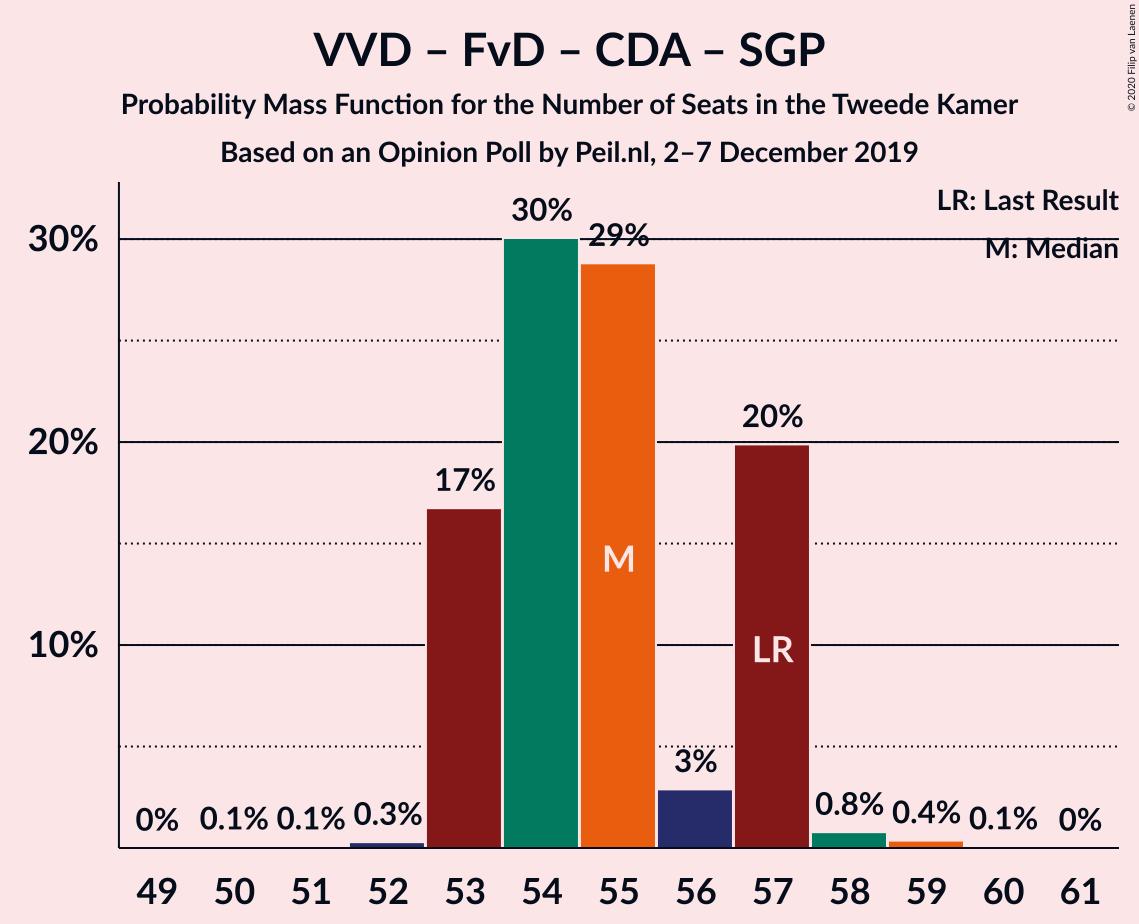 VVD – FvD – CDA – SGP
Probability Mass Function for the Number of Seats in the Tweede Kamer
Based on an Opinion Poll by Peil.nl, 2–7 December 2019
© 2020 Filip van Laenen
LR: Last Result
M: Median
30%
20%
10%
0%
0.1%
0.1%
0.3%
17%
30%
29%
3%
20%
0.8%
0.4%
0.1%
0%
M
LR
49 50 51 52 53 54 55 56 57 58 59 60 61